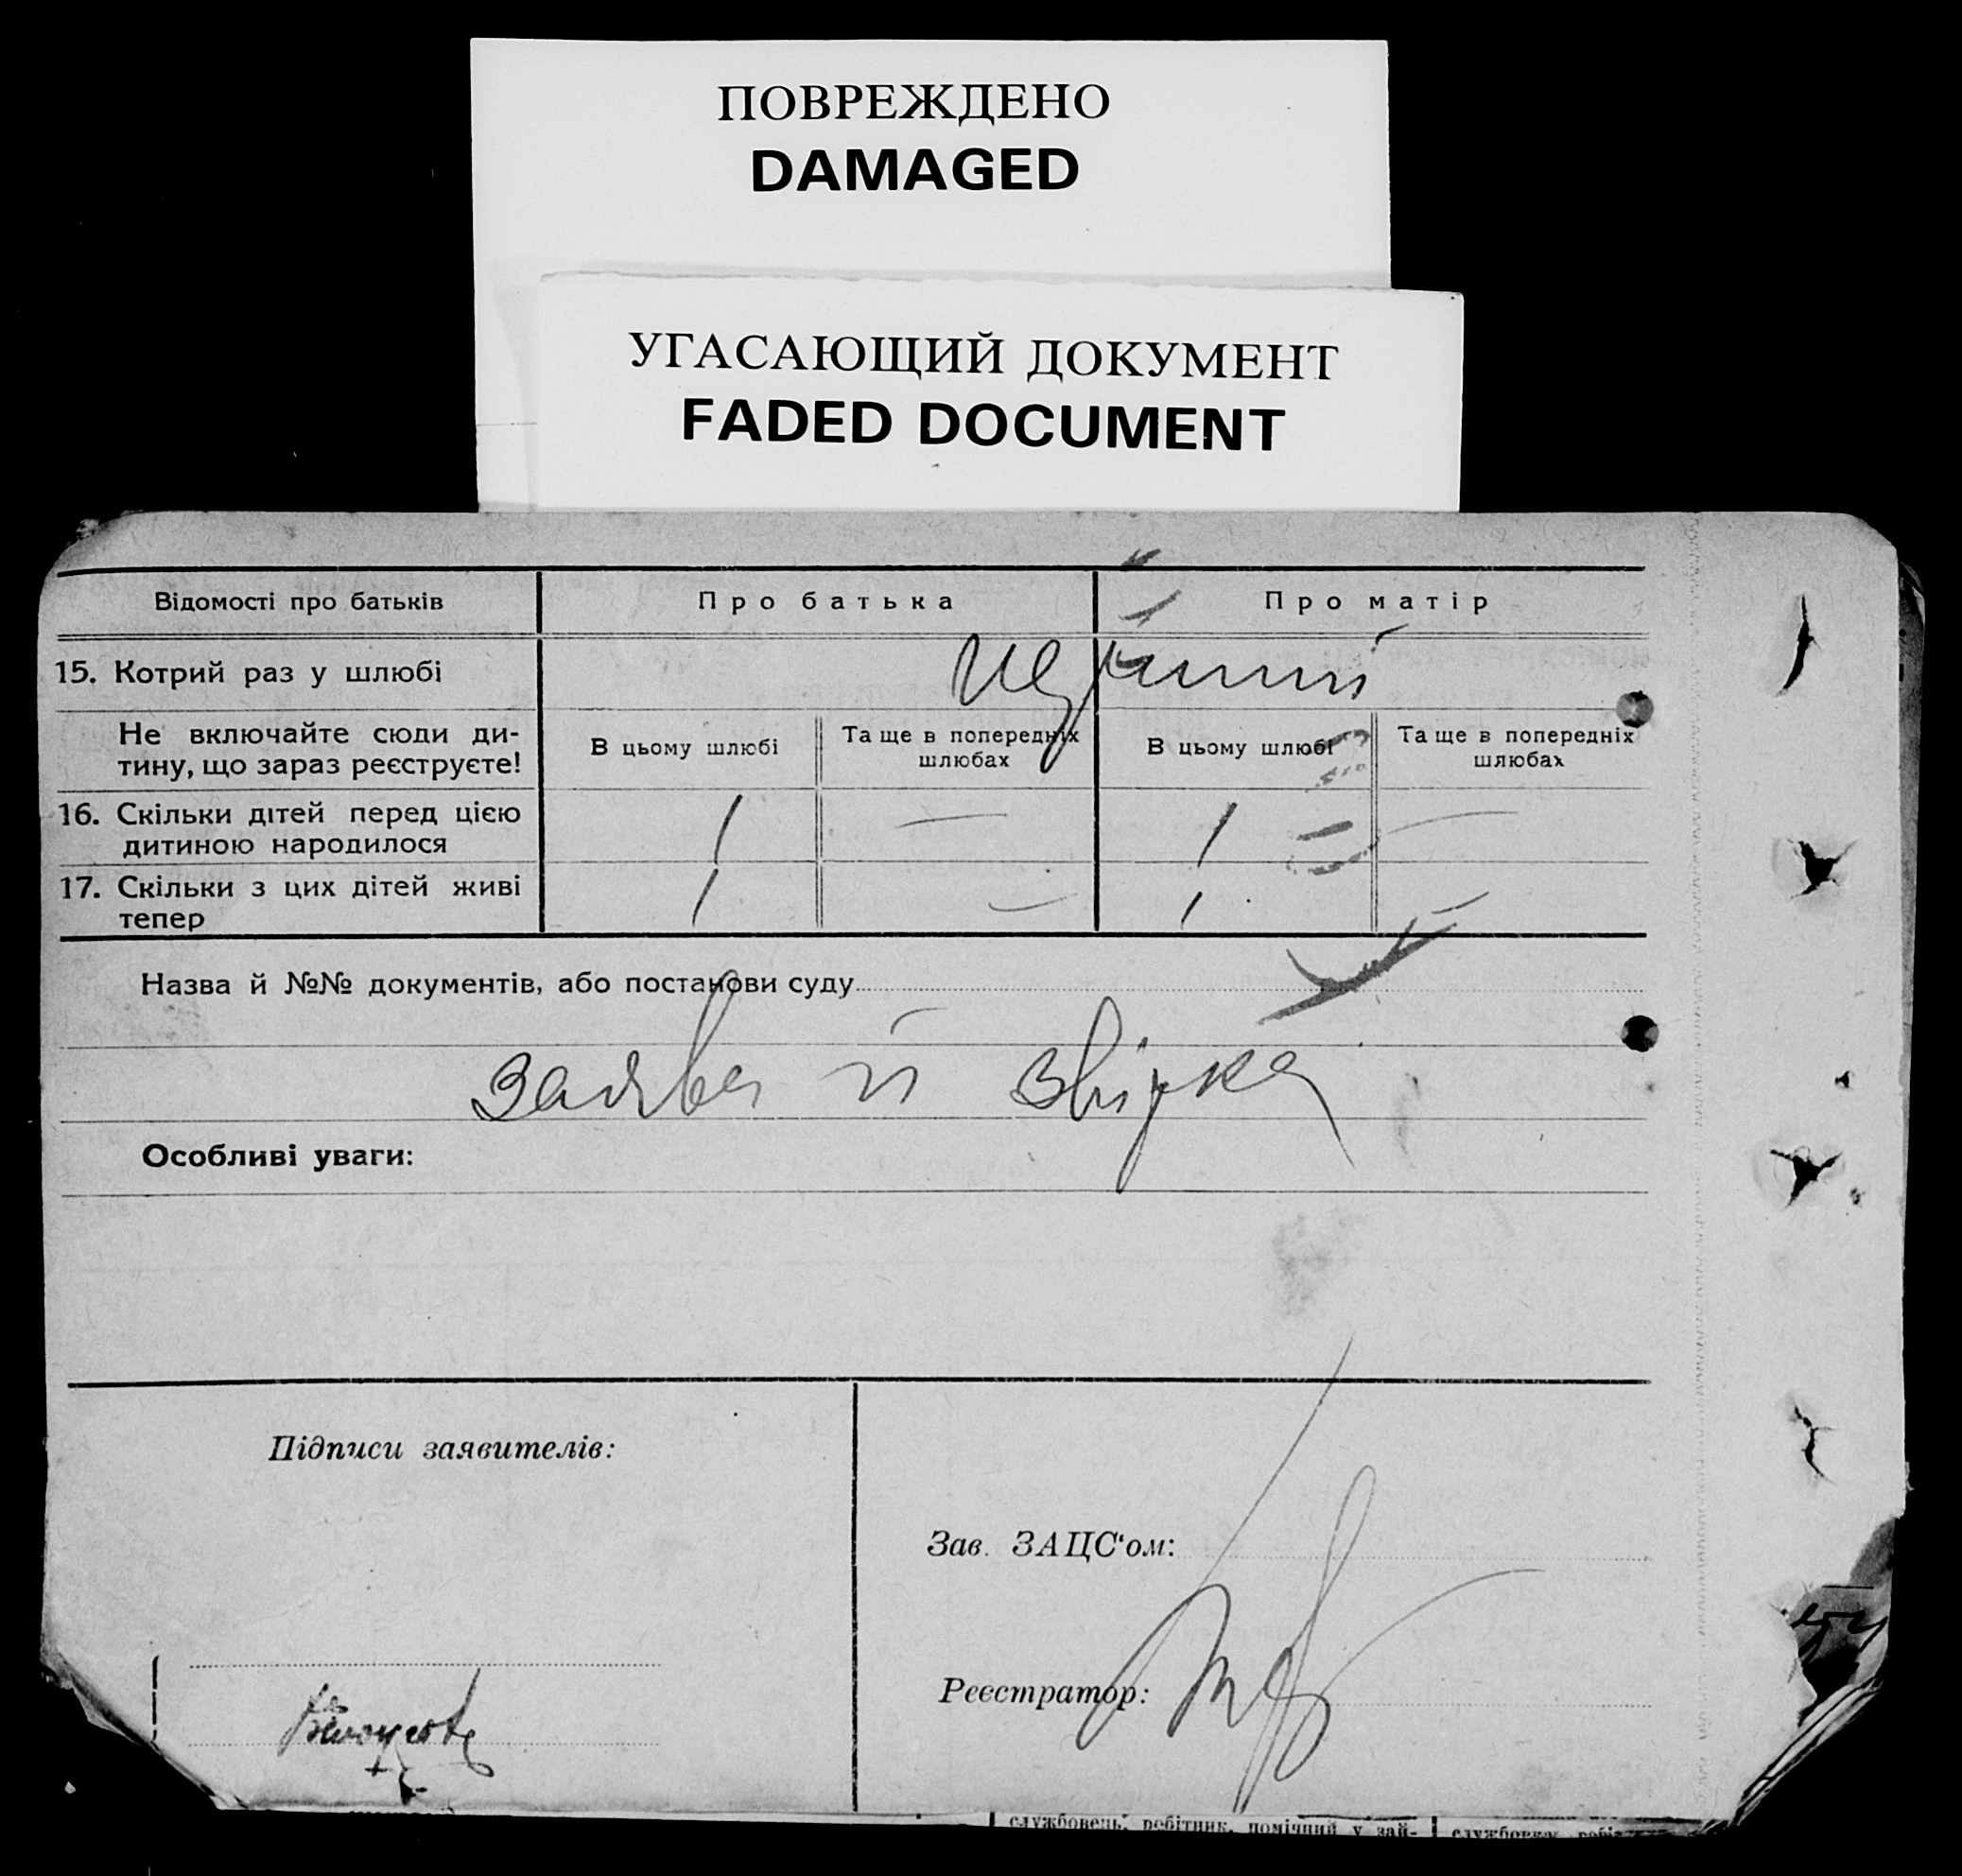 ПОВРЕЖДЕНО
DAMAGED
УГАСАЮЩИЙ ДОКУМЕНТ
FADED DOCUMENT
Відомості про батьків Про батька Про матір
15. Котрий раз у шлюбі
Не включайте сюди ди-
тину, що зараз реєструєте!
В цьому шлюбі
Та ще в попередніх
шлюбах
В цьому шлюбі
Та ще в попередніх
шлюбах
16. Скільки дітей перед цією
дитиною народилося
1 — 1 —
17. Скільки з цих дітей живі
тепер
1 — 1 —
Назва й №№ документів, або постанови суду
заява й звірка
Особливі уваги:
Підписи заявителів:
Зав. ЗАЦС‘ом:
Реєстратор:
службовець, робітник, помічний у зай-